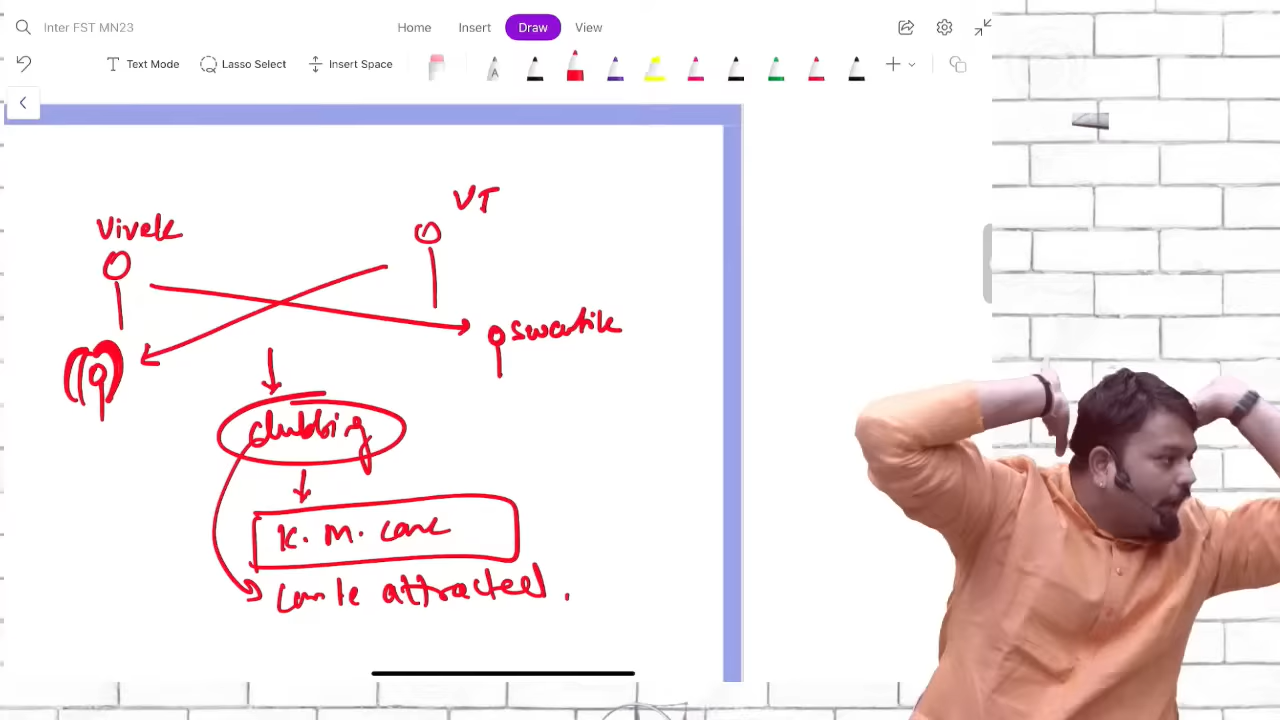 Inter FST MN23
Home Insert Draw View
Text Mode Lasso Select Insert Space
VT
Vivek
Swastik
clubbing
K. M. Case
Can be attracted.